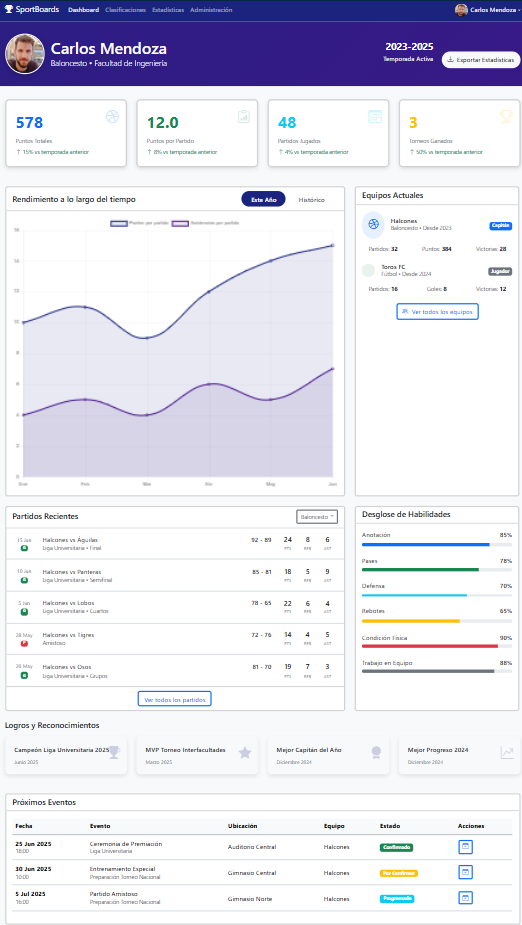 SportBoards Dashboard Clasificaciones Estadísticas Administración Carlos Mendoza
Carlos Mendoza
Baloncesto • Facultad de Ingeniería
2023-2025
Temporada Activa
Exportar Estadísticas
578
Puntos Totales
↑ 15% vs temporada anterior
12.0
Puntos por Partido
↑ 8% vs temporada anterior
48
Partidos Jugados
↑ 4% vs temporada anterior
3
Torneos Ganados
↑ 50% vs temporada anterior
Rendimiento a lo largo del tiempo
Este Año
Histórico
Puntos por partido Asistencias por partido
16
14
12
10
8
6
4
2
0
Ene Feb Mar Abr May Jun
Equipos Actuales
Halcones
Baloncesto • Desde 2023
Capitán
Partidos: 32 Puntos: 384 Victorias: 28
Toros FC
Fútbol • Desde 2024
Jugador
Partidos: 16 Goles: 8 Victorias: 12
Ver todos los equipos
Partidos Recientes
Baloncesto
15 Jun Halcones vs Águilas 92 - 89 24 8 6
Liga Universitaria • Final PTS REB AST
10 Jun Halcones vs Panteras 85 - 81 18 5 9
Liga Universitaria • Semifinal PTS REB AST
5 Jun Halcones vs Lobos 78 - 65 22 6 4
Liga Universitaria • Cuartos PTS REB AST
28 May Halcones vs Tigres 72 - 76 14 4 5
Amistoso PTS REB AST
20 May Halcones vs Osos 81 - 70 19 7 3
Liga Universitaria • Grupos PTS REB AST
Ver todos los partidos
Desglose de Habilidades
Anotación 85%
Pases 78%
Defensa 70%
Rebotes 65%
Condición Física 90%
Trabajo en Equipo 88%
Logros y Reconocimientos
Campeón Liga Universitaria 2025
Junio 2025
MVP Torneo Interfacultades
Marzo 2025
Mejor Capitán del Año
Diciembre 2024
Mejor Progreso 2024
Diciembre 2024
Próximos Eventos
Fecha Evento Ubicación Equipo Estado Acciones
25 Jun 2025 Ceremonia de Premiación Auditorio Central Halcones Confirmado
18:00 Liga Universitaria
30 Jun 2025 Entrenamiento Especial Gimnasio Central Halcones Por Confirmar
10:00 Preparación Torneo Nacional
5 Jul 2025 Partido Amistoso Gimnasio Norte Halcones Programado
16:00 Preparación Torneo Nacional